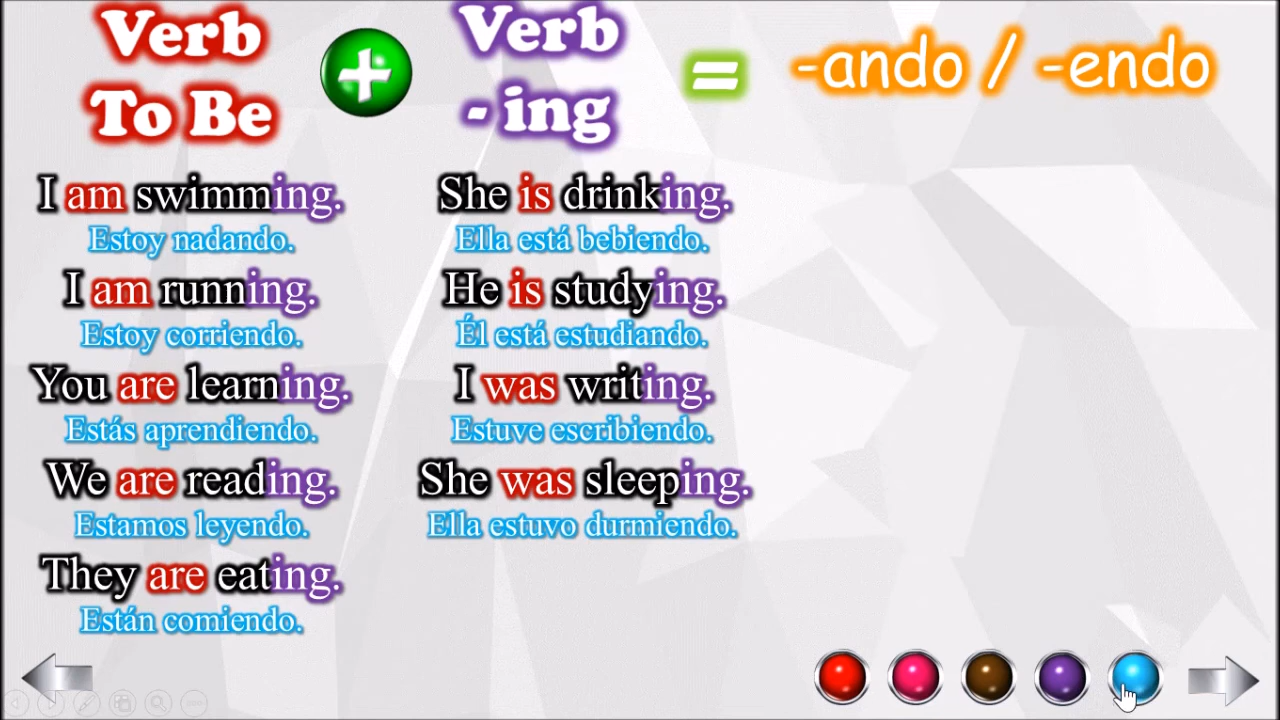 Verb
To Be
+
Verb
- ing
=
-ando / -endo
I am swimming.
Estoy nadando.
I am running.
Estoy corriendo.
You are learning.
Estás aprendiendo.
We are reading.
Estamos leyendo.
They are eating.
Están comiendo.
She is drinking.
Ella está bebiendo.
He is studying.
Él está estudiando.
I was writing.
Estuve escribiendo.
She was sleeping.
Ella estuvo durmiendo.